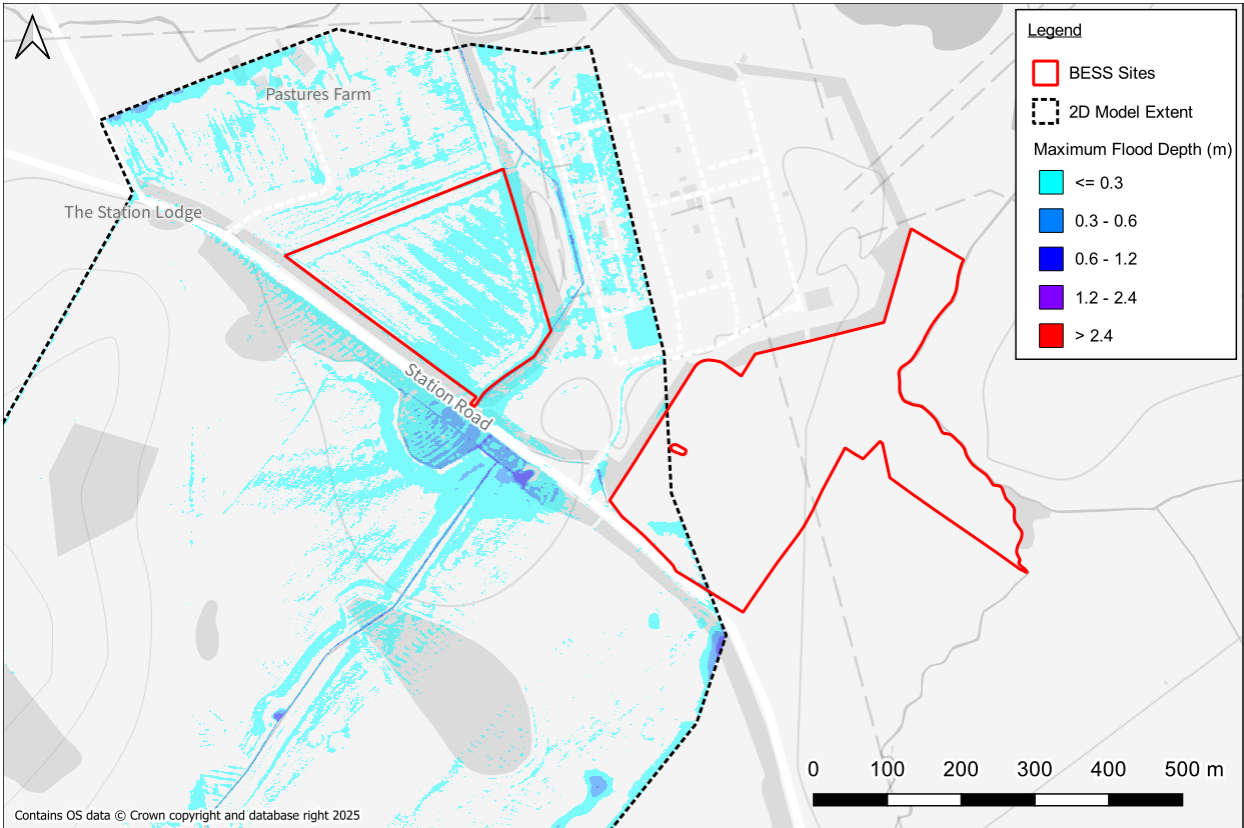 Legend
BESS Sites
2D Model Extent
Maximum Flood Depth (m)
<= 0.3
0.3 - 0.6
0.6 - 1.2
1.2 - 2.4
> 2.4
Pastures Farm
The Station Lodge
Station Road
0 100 200 300 400 500 m
Contains OS data © Crown copyright and database right 2025